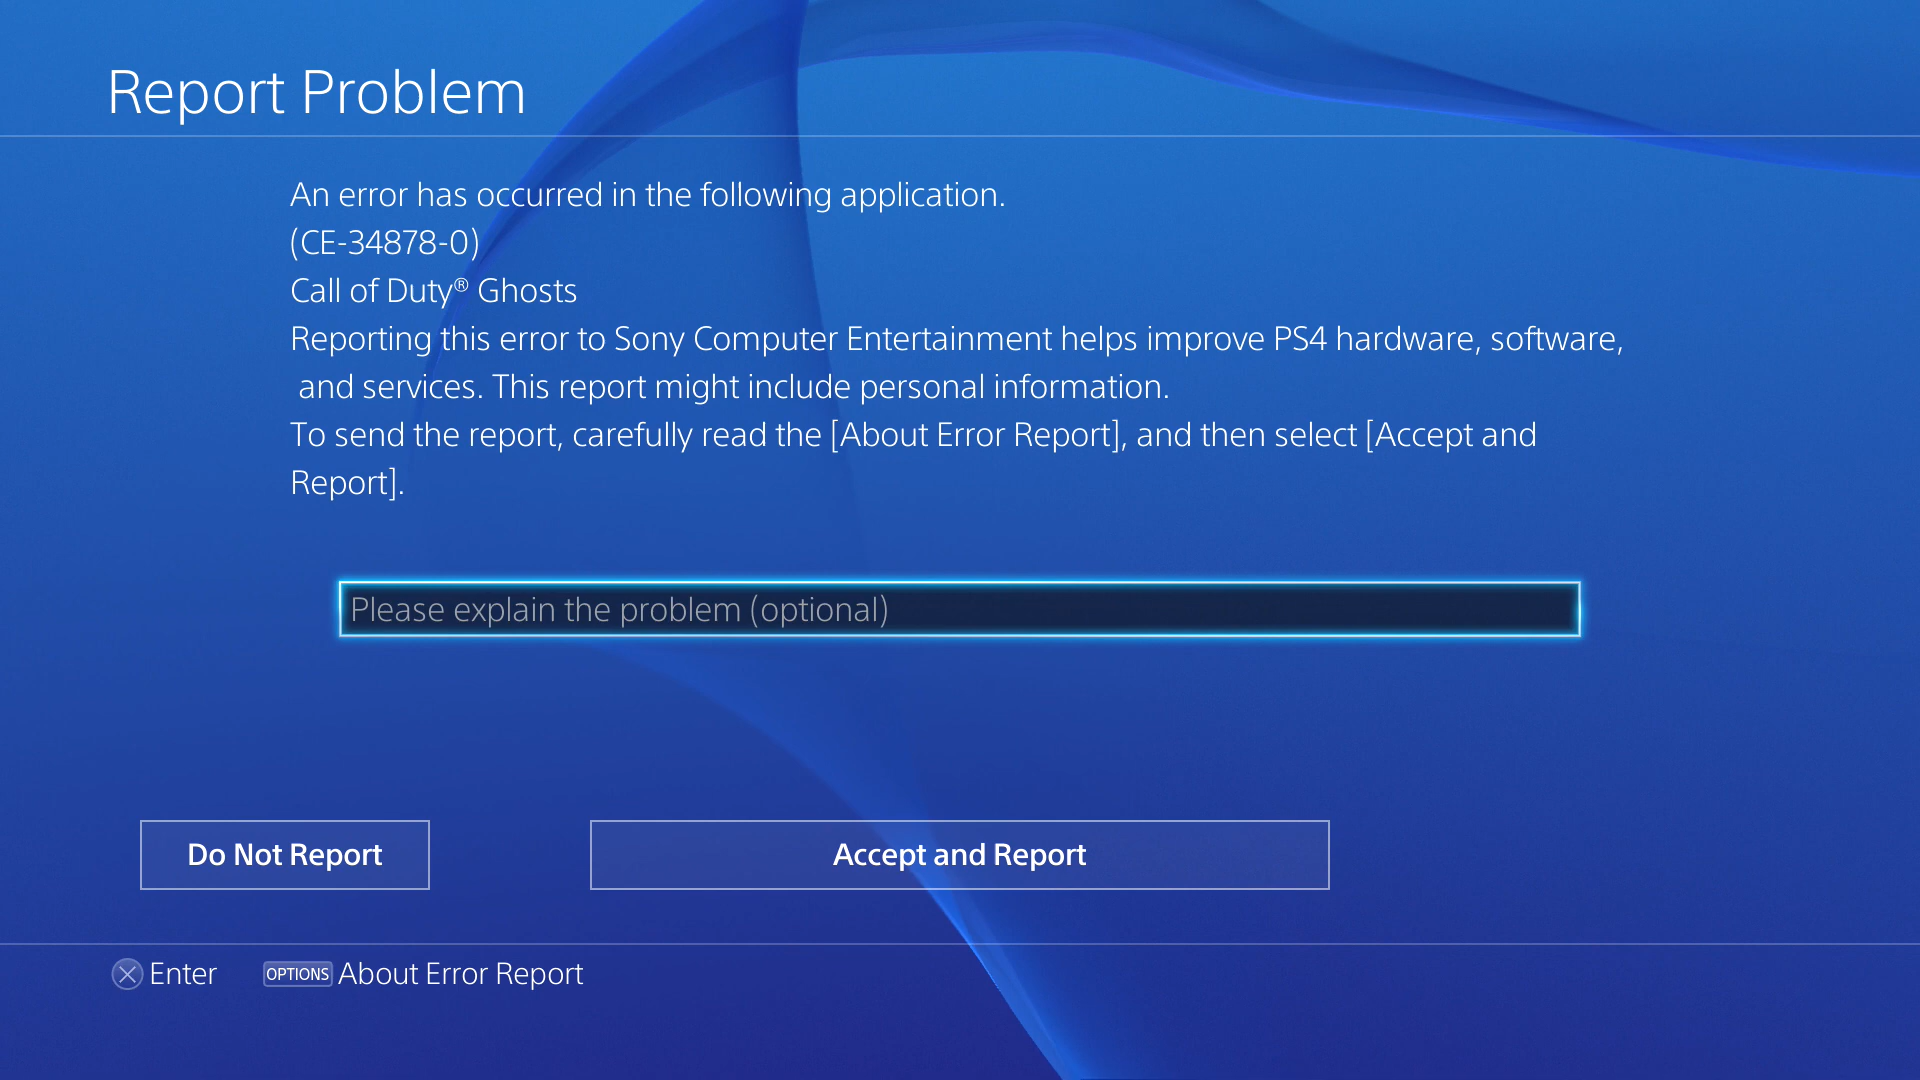 Report Problem
An error has occurred in the following application.
(CE-34878-0)
Call of Duty® Ghosts
Reporting this error to Sony Computer Entertainment helps improve PS4 hardware, software,
and services. This report might include personal information.
To send the report, carefully read the [About Error Report], and then select [Accept and
Report].
Please explain the problem (optional)
Do Not Report
Accept and Report
Enter
OPTIONS About Error Report